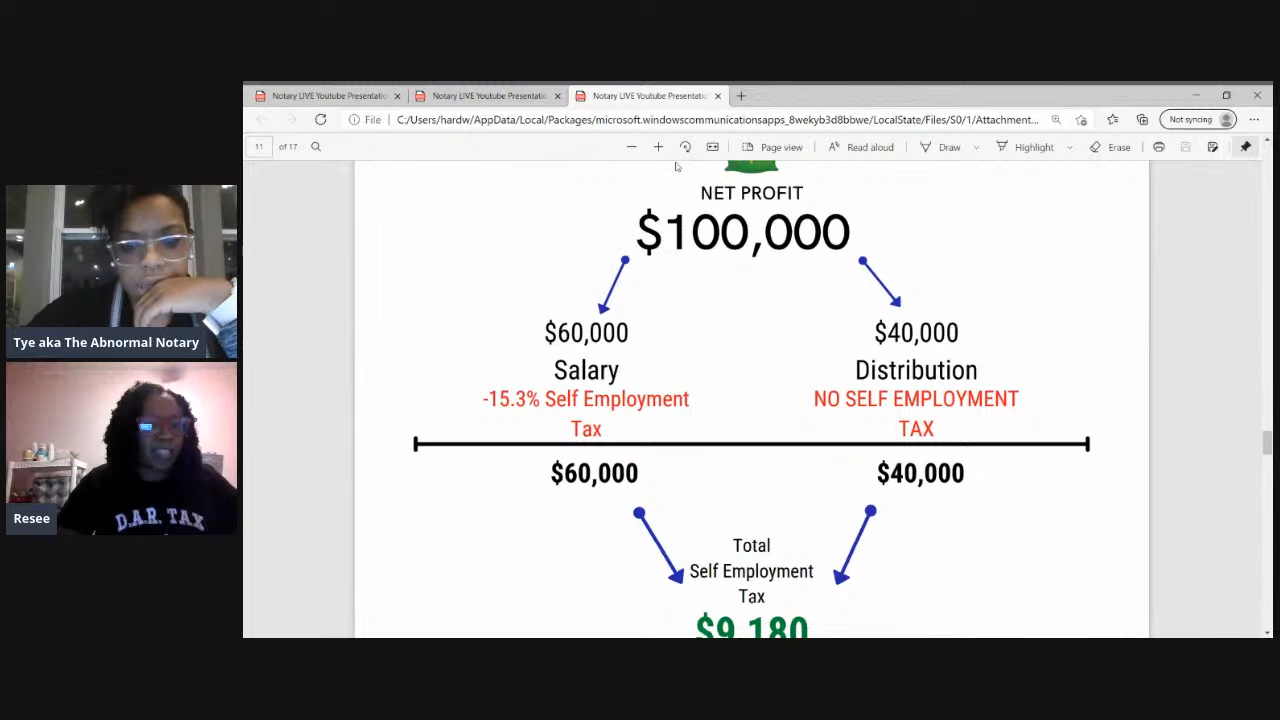 Notary LIVE Youtube Presentatio
Notary LIVE Youtube Presentatio
Notary LIVE Youtube Presentatio
File
C:/Users/hardw/AppData/Local/Packages/microsoft.windowscommunicationsapps_8wekyb3d8bbwe/LocalState/Files/S0/1/Attachment...
Not syncing
11 of 17
Page view
Read aloud
Draw
Highlight
Erase
NET PROFIT
$100,000
$60,000
Salary
-15.3% Self Employment
Tax
$40,000
Distribution
NO SELF EMPLOYMENT
TAX
$60,000
$40,000
Total
Self Employment
Tax
$9,180
Tye aka The Abnormal Notary
D.A.R. TAX
Resee